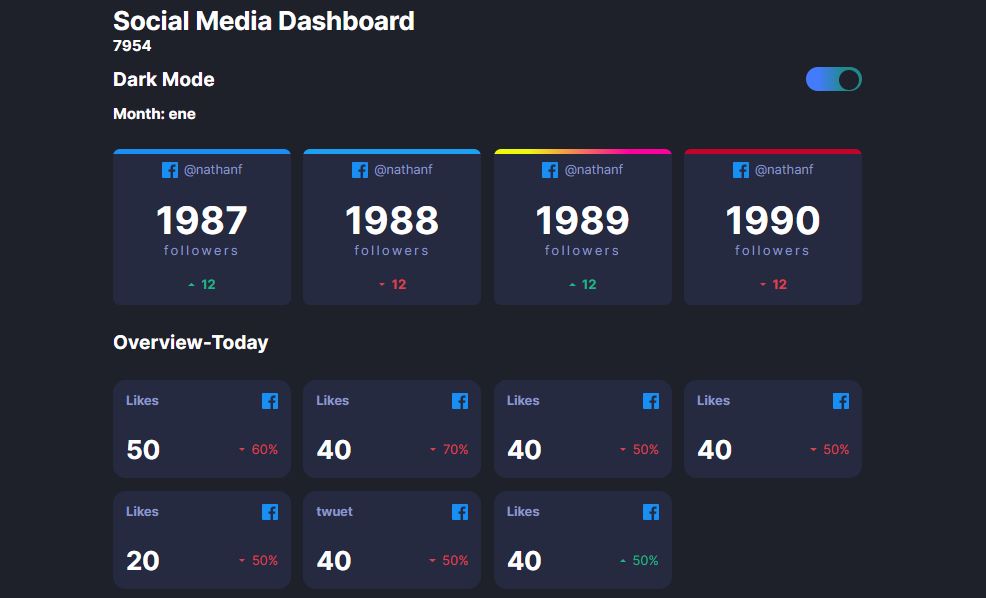 Social Media Dashboard
7954
Dark Mode
Month: ene
@nathanf @nathanf @nathanf @nathanf
1987 1988 1989 1990
followers followers followers followers
12 12 12 12
Overview-Today
Likes Likes Likes Likes
50 60% 40 70% 40 50% 40 50%
Likes twuet Likes
20 50% 40 50% 40 50%